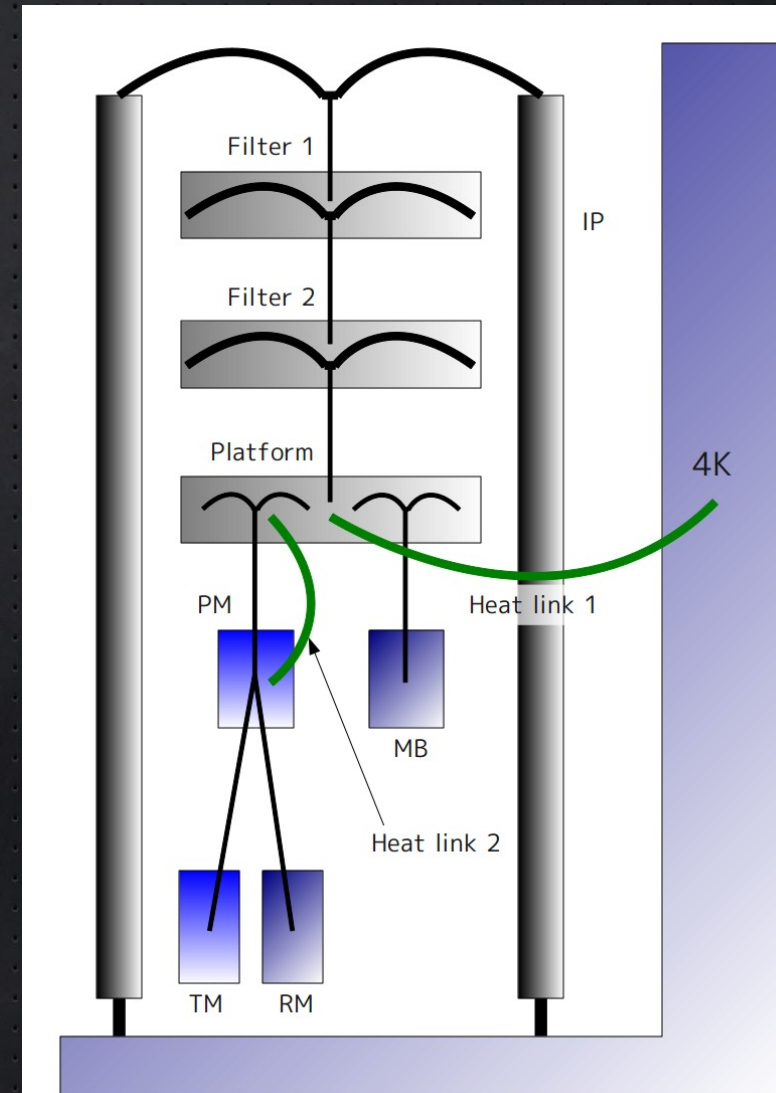 Filter 1
IP
Filter 2
Platform
4K
PM
Heat link 1
MB
Heat link 2
TM
RM